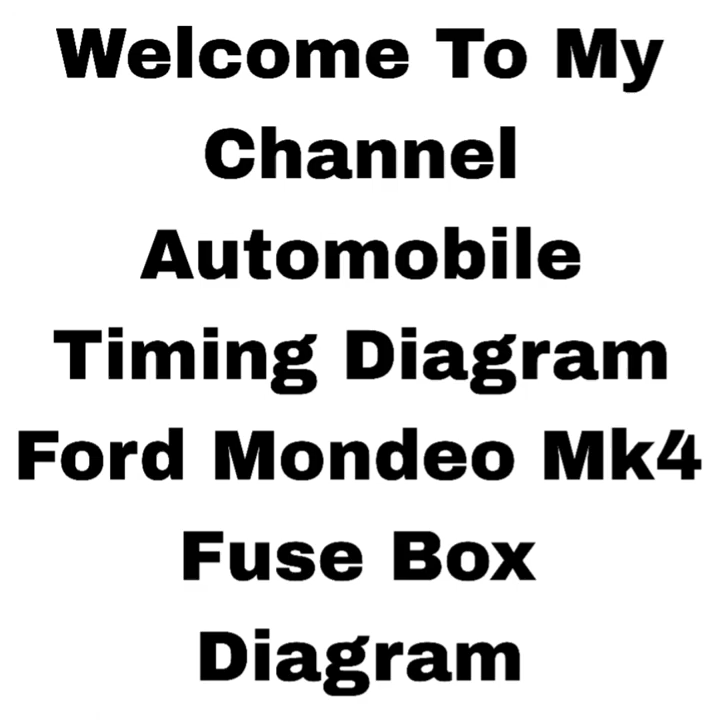 Welcome To My
Channel
Automobile
Timing Diagram
Ford Mondeo Mk4
Fuse Box
Diagram